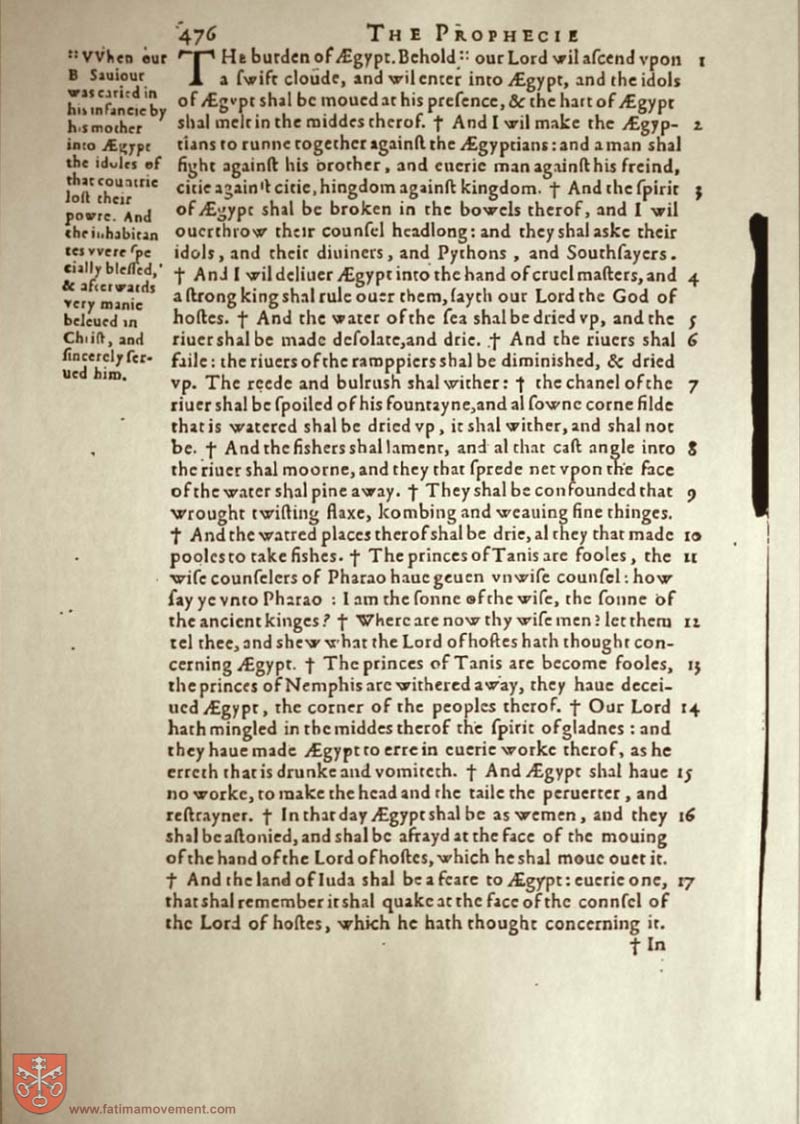 476
THE PROPHECIE
:: VVhen our
B Sauiour
was caried in
his infancie by
his mother
into Ægypt
the idoles of
that countrie
lost their
powre. And
the inhabitan
tes vvere spe
cially blessed,
& afterwards
very manie
beleued in
Christ, and
sincerely ser-
ued him.
THe burden of Ægypt. Behold :: our Lord wil aſcend vpon 1
a ſwift cloude, and wil enter into Ægypt, and the idols
of Ægypt shal be moued at his preſence, & the hart of Ægypt
shal melt in the middes therof. † And I wil make the Ægyp- 2
tians to runne together againſt the Ægyptians: and a man shal
fight againſt his brother, and euerie man againſt his freind,
citie againſt citie, hingdom againſt kingdom. † And the ſpirit 3
of Ægypt shal be broken in the bowels therof, and I wil
ouerthrow their counſel headlong: and they shal aske their
idols, and their diuiners, and Pythons, and Southſayers.
† And I wil deliuer Ægypt into the hand of cruel maſters, and 4
a ſtrong king shal rule ouer them, ſayth our Lord the God of
hoſtes. † And the water of the ſea shal be dried vp, and the 5
riuer shal be made deſolate, and drie. † And the riuers shal 6
faile: the riuers of the ramppiers shal be diminished, & dried
vp. The reede and bulrush shal wither: † the chanel of the 7
riuer shal be ſpoiled of his fountayne, and al ſowne corne filde
that is watered shal be dried vp, it shal wither, and shal not
be. † And the fishers shal lament, and al that caſt angle into 8
the riuer shal moorne, and they that ſprede net vpon the face
of the water shal pine away. † They shal be confounded that 9
wrought twiſting flaxe, kombing and weauing fine thinges.
† And the watred places therof shal be drie, al they that made 10
pooles to take fishes. † The princes of Tanis are fooles, the 11
wiſe counſelers of Pharao haue geuen vnwiſe counſel: how
ſay ye vnto Pharao : I am the ſonne of the wiſe, the ſonne of
the ancient kinges? † Where are now thy wiſe men? let them 12
tel thee, and shew what the Lord of hoſtes hath thought con-
cerning Ægypt. † The princes of Tanis are become fooles, 13
the princes of Nemphis are withered away, they haue decei-
ued Ægypt, the corner of the peoples therof. † Our Lord 14
hath mingled in the middes therof the ſpirit of gladnes : and
they haue made Ægypt to erre in euerie worke therof, as he
erreth that is drunke and vomiteth. † And Ægypt shal haue 15
no worke, to make the head and the taile the peruerter, and
reſtrayner. † In that day Ægypt shal be as wemen, and they 16
shal be aſtonied, and shal be afrayd at the face of the mouing
of the hand of the Lord of hoſtes, which he shal moue ouer it.
† And the land of Iuda shal be a feare to Ægypt: euerie one, 17
that shal remember it shal quake at the face of the connſel of
the Lord of hoſtes, which he hath thought concerning it.
† In
www.fatimamovement.com